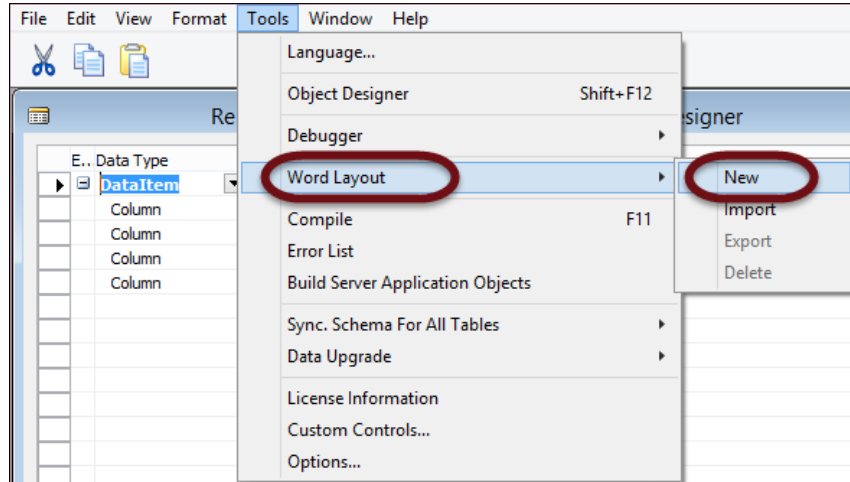 File Edit View Format Tools Window Help
Language...
Object Designer Shift+F12
Re
signer
Debugger
E.. Data Type
Word Layout
New
DataItem
Column
Compile F11
Import
Column
Error List
Export
Column
Build Server Application Objects
Delete
Column
Sync. Schema For All Tables
Data Upgrade
License Information
Custom Controls...
Options...